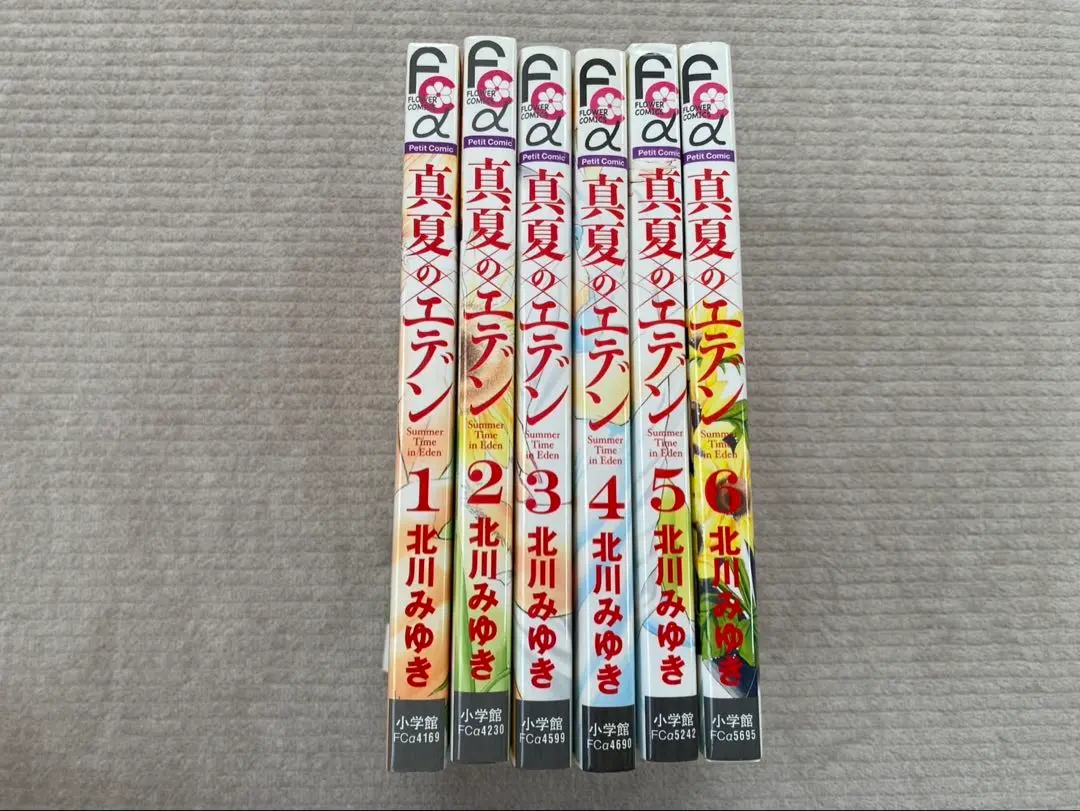 FCα
FLOWER
COMICS
Petit Comic
真夏の
エデン
Summer
Time
in Eden
1
北川みゆき
小学館
FCα4169
FCα
FLOWER
COMICS
Petit Comic
真夏の
エデン
Summer
Time
in Eden
2
北川みゆき
小学館
FCα4230
FCα
FLOWER
COMICS
Petit Comic
真夏の
エデン
Summer
Time
in Eden
3
北川みゆき
小学館
FCα4599
FCα
FLOWER
COMICS
Petit Comic
真夏の
エデン
Summer
Time
in Eden
4
北川みゆき
小学館
FCα4690
FCα
FLOWER
COMICS
Petit Comic
真夏の
エデン
Summer
Time
in Eden
5
北川みゆき
小学館
FCα5242
FCα
FLOWER
COMICS
Petit Comic
真夏の
エデン
Summer
Time
in Eden
6
北川みゆき
小学館
FCα5695